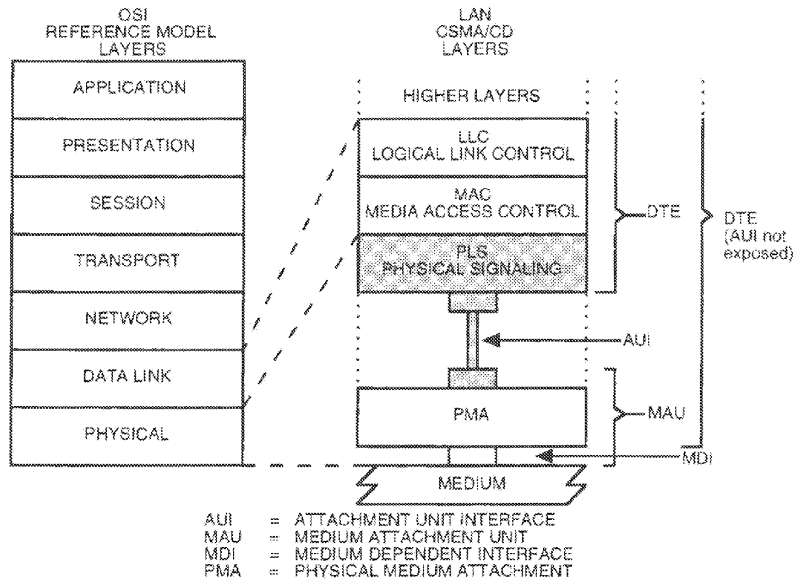 OSI
REFERENCE MODEL
LAYERS
APPLICATION
PRESENTATION
SESSION
TRANSPORT
NETWORK
DATA LINK
PHYSICAL
LAN
CSMA/CD
LAYERS
HIGHER LAYERS
LLC
LOGICAL LINK CONTROL
MAC
MEDIA ACCESS CONTROL
PLS
PHYSICAL SIGNALING
DTE
DTE
(AUI not
exposed)
AUI
PMA
MAU
MDI
MEDIUM
AUI = ATTACHMENT UNIT INTERFACE
MAU = MEDIUM ATTACHMENT UNIT
MDI = MEDIUM DEPENDENT INTERFACE
PMA = PHYSICAL MEDIUM ATTACHMENT